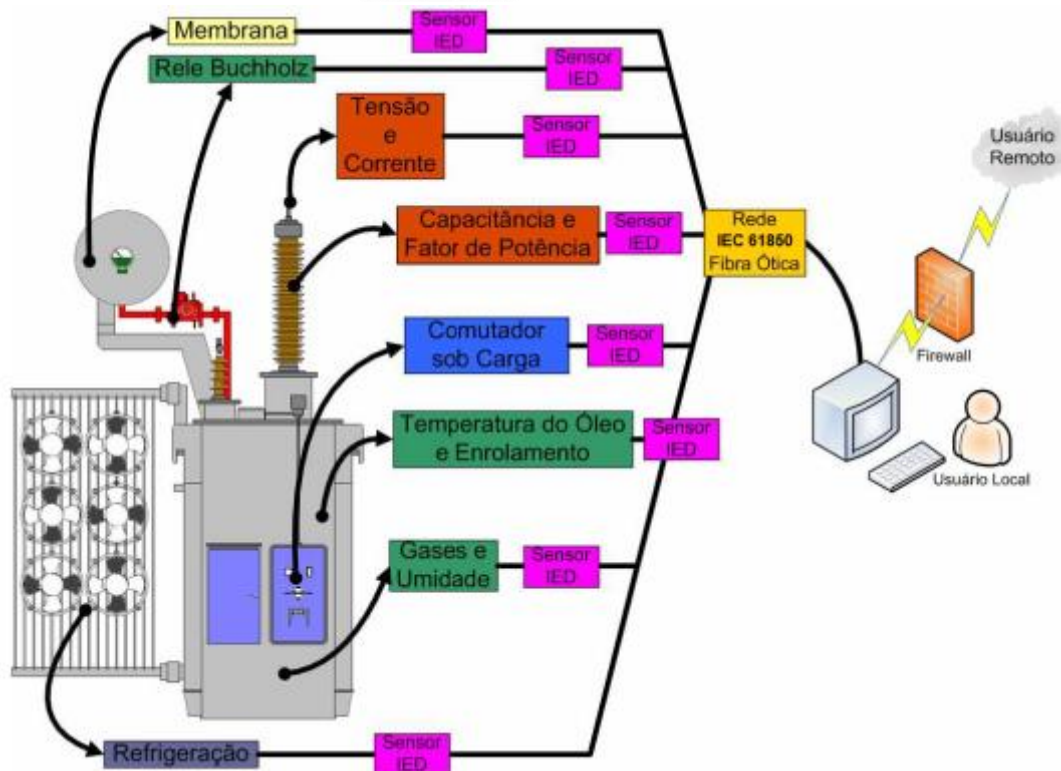 Membrana
Sensor
IED
Rele Buchholz
Sensor
IED
Tensão
e
Corrente
Sensor
IED
Usuário
Remoto
Capacitância e
Fator de Potência
Sensor
IED
Rede
IEC 61850
Fibra Ótica
Comutador
sob Carga
Sensor
IED
Firewall
Temperatura do Óleo
e Enrolamento
Sensor
IED
Usuário Local
Gases e
Umidade
Sensor
IED
Refrigeração
Sensor
IED